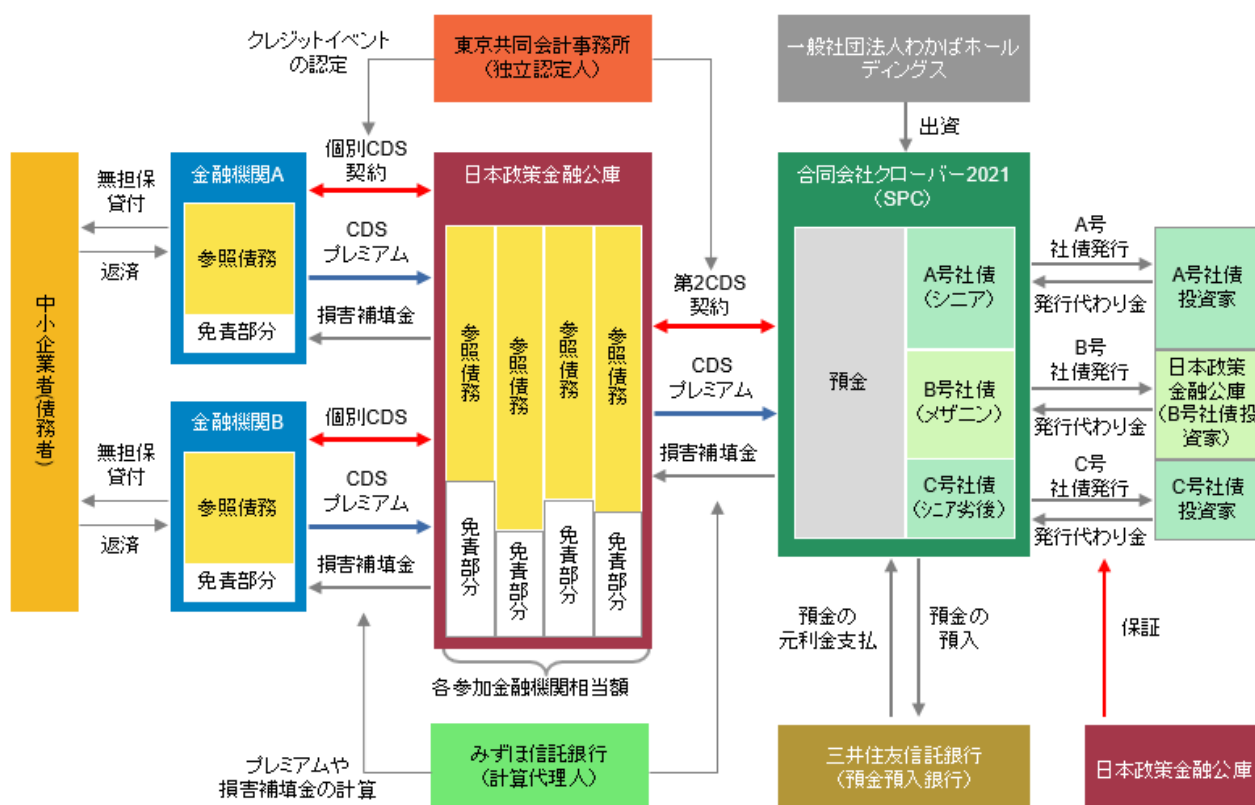 クレジットイベント
の認定
東京共同会計事務所
(独立認定人)
一般社団法人わかばホール
ディングス
出資
中小企業者(債務者)
無担保
貸付
返済
金融機関A
参照債務
免責部分
個別CDS
契約
CDS
プレミアム
損害補填金
無担保
貸付
返済
金融機関B
参照債務
免責部分
個別CDS
CDS
プレミアム
損害補填金
日本政策金融公庫
参照債務
参照債務
参照債務
参照債務
免責部分
免責部分
免責部分
免責部分
各参加金融機関相当額
第2CDS
契約
CDS
プレミアム
損害補填金
合同会社クローバー2021
(SPC)
預金
A号社債
(シニア)
B号社債
(メザニン)
C号社債
(シニア劣後)
A号
社債発行
発行代わり金
B号
社債発行
発行代わり金
C号
社債発行
発行代わり金
A号社債
投資家
日本政策
金融公庫
(B号社債投
資家)
C号社債
投資家
預金の
元利金支払
預金の
預入
保証
プレミアムや
損害補填金の計算
みずほ信託銀行
(計算代理人)
三井住友信託銀行
(預金預入銀行)
日本政策金融公庫